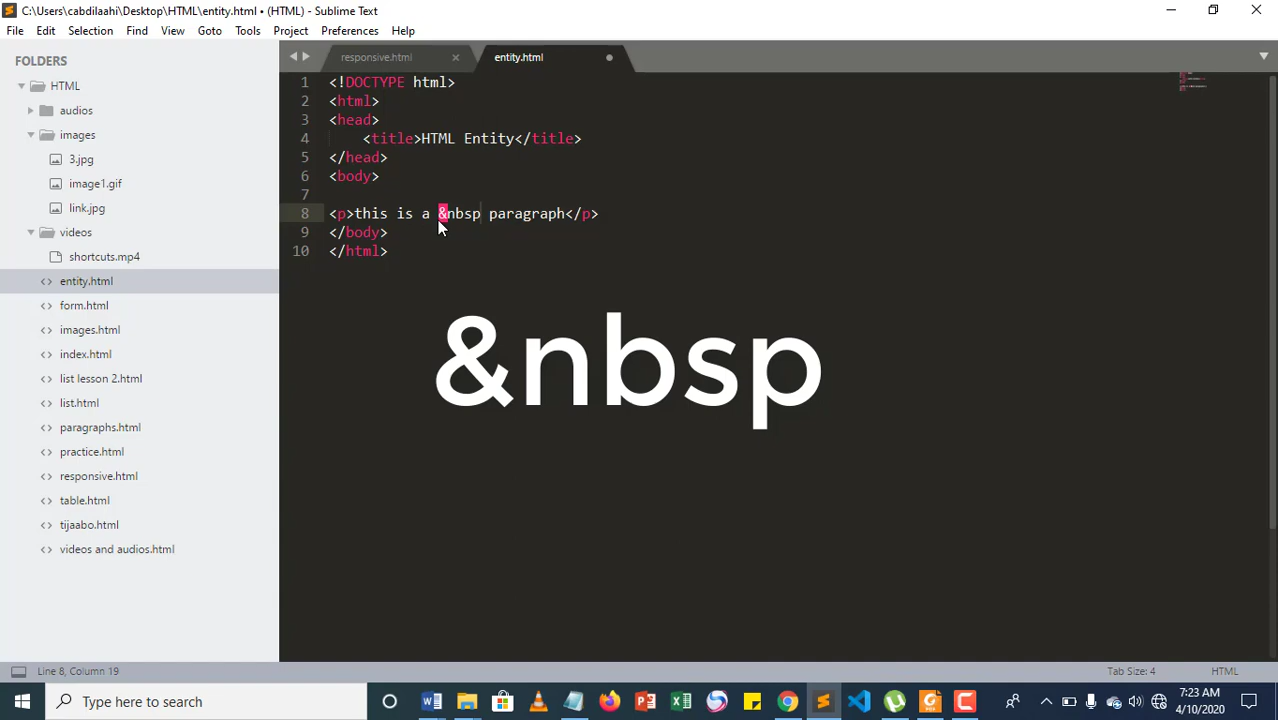 C:\Users\cabdilaahi\Desktop\HTML\entity.html • (HTML) - Sublime Text
File Edit Selection Find View Goto Tools Project Preferences Help
FOLDERS
HTML
audios
images
3.jpg
image1.gif
link.jpg
videos
shortcuts.mp4
entity.html
form.html
images.html
index.html
list lesson 2.html
list.html
paragraphs.html
practice.html
responsive.html
table.html
tijaabo.html
videos and audios.html
responsive.html entity.html
1 <!DOCTYPE html>
2 <html>
3 <head>
4 <title>HTML Entity</title>
5 </head>
6 <body>
7
8 <p>this is a &nbsp paragraph</p>
9 </body>
10 </html>
&nbsp
Line 8, Column 19 Tab Size: 4 HTML
Type here to search
7:23 AM
4/10/2020